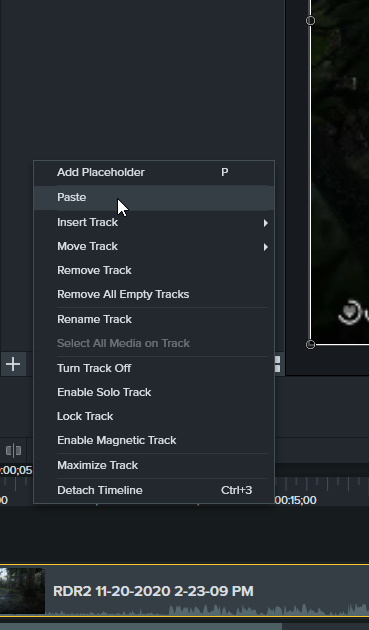 Add Placeholder P
Paste
Insert Track
Move Track
Remove Track
Remove All Empty Tracks
Rename Track
Select All Media on Track
Turn Track Off
Enable Solo Track
Lock Track
Enable Magnetic Track
Maximize Track
Detach Timeline Ctrl+3
:00;05
00:15;00
RDR2 11-20-2020 2-23-09 PM